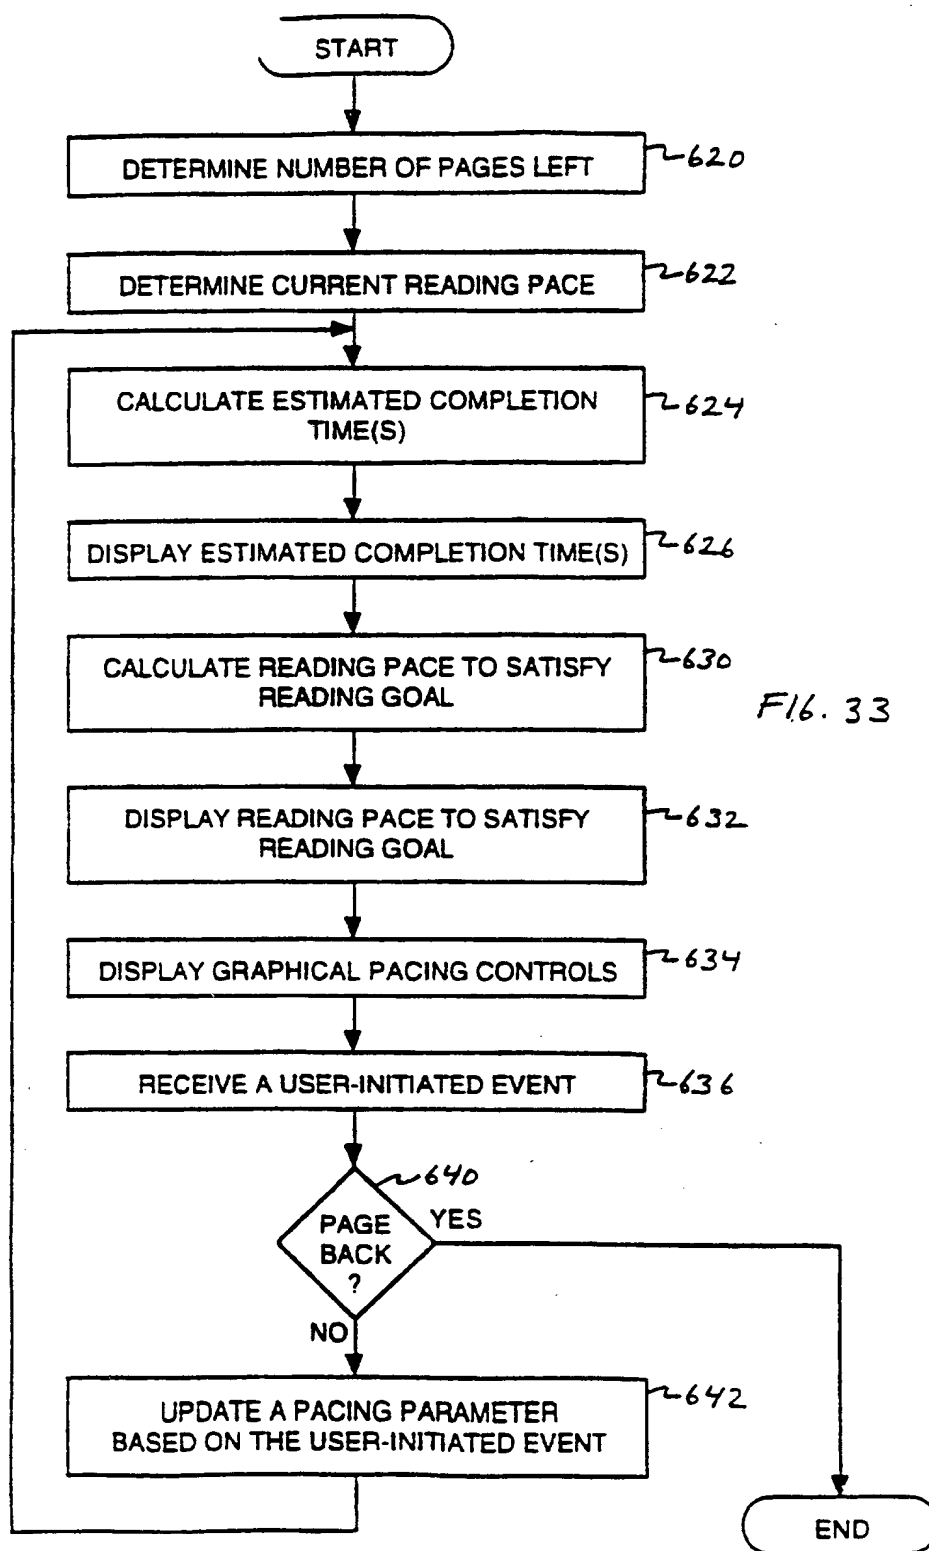 START
DETERMINE NUMBER OF PAGES LEFT
620
DETERMINE CURRENT READING PACE
622
CALCULATE ESTIMATED COMPLETION
TIME(S)
624
DISPLAY ESTIMATED COMPLETION TIME(S)
626
CALCULATE READING PACE TO SATISFY
READING GOAL
630
FIG. 33
DISPLAY READING PACE TO SATISFY
READING GOAL
632
DISPLAY GRAPHICAL PACING CONTROLS
634
RECEIVE A USER-INITIATED EVENT
636
640
PAGE
BACK
?
YES
NO
UPDATE A PACING PARAMETER
BASED ON THE USER-INITIATED EVENT
642
END